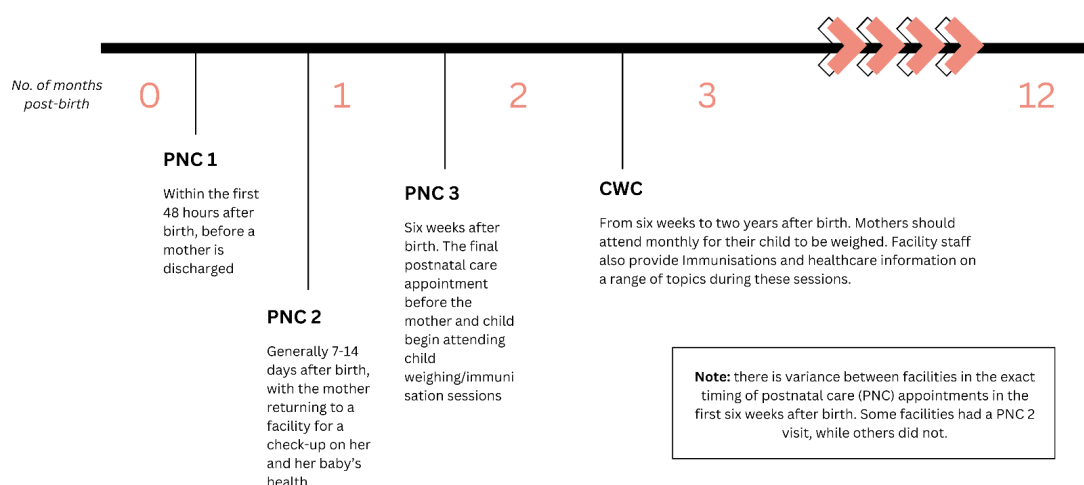 No. of months
post-birth
0
1
2
3
12
PNC 1
Within the first
48 hours after
birth, before a
mother is
discharged
PNC 2
Generally 7-14
days after birth,
with the mother
returning to a
facility for a
check-up on her
and her baby's
health
PNC 3
Six weeks after
birth. The final
postnatal care
appointment
before the
mother and child
begin attending
child
weighing/immuni
sation sessions
CWC
From six weeks to two years after birth. Mothers should
attend monthly for their child to be weighed. Facility staff
also provide Immunisations and healthcare information on
a range of topics during these sessions.
Note: there is variance between facilities in the exact
timing of postnatal care (PNC) appointments in the
first six weeks after birth. Some facilities had a PNC 2
visit, while others did not.